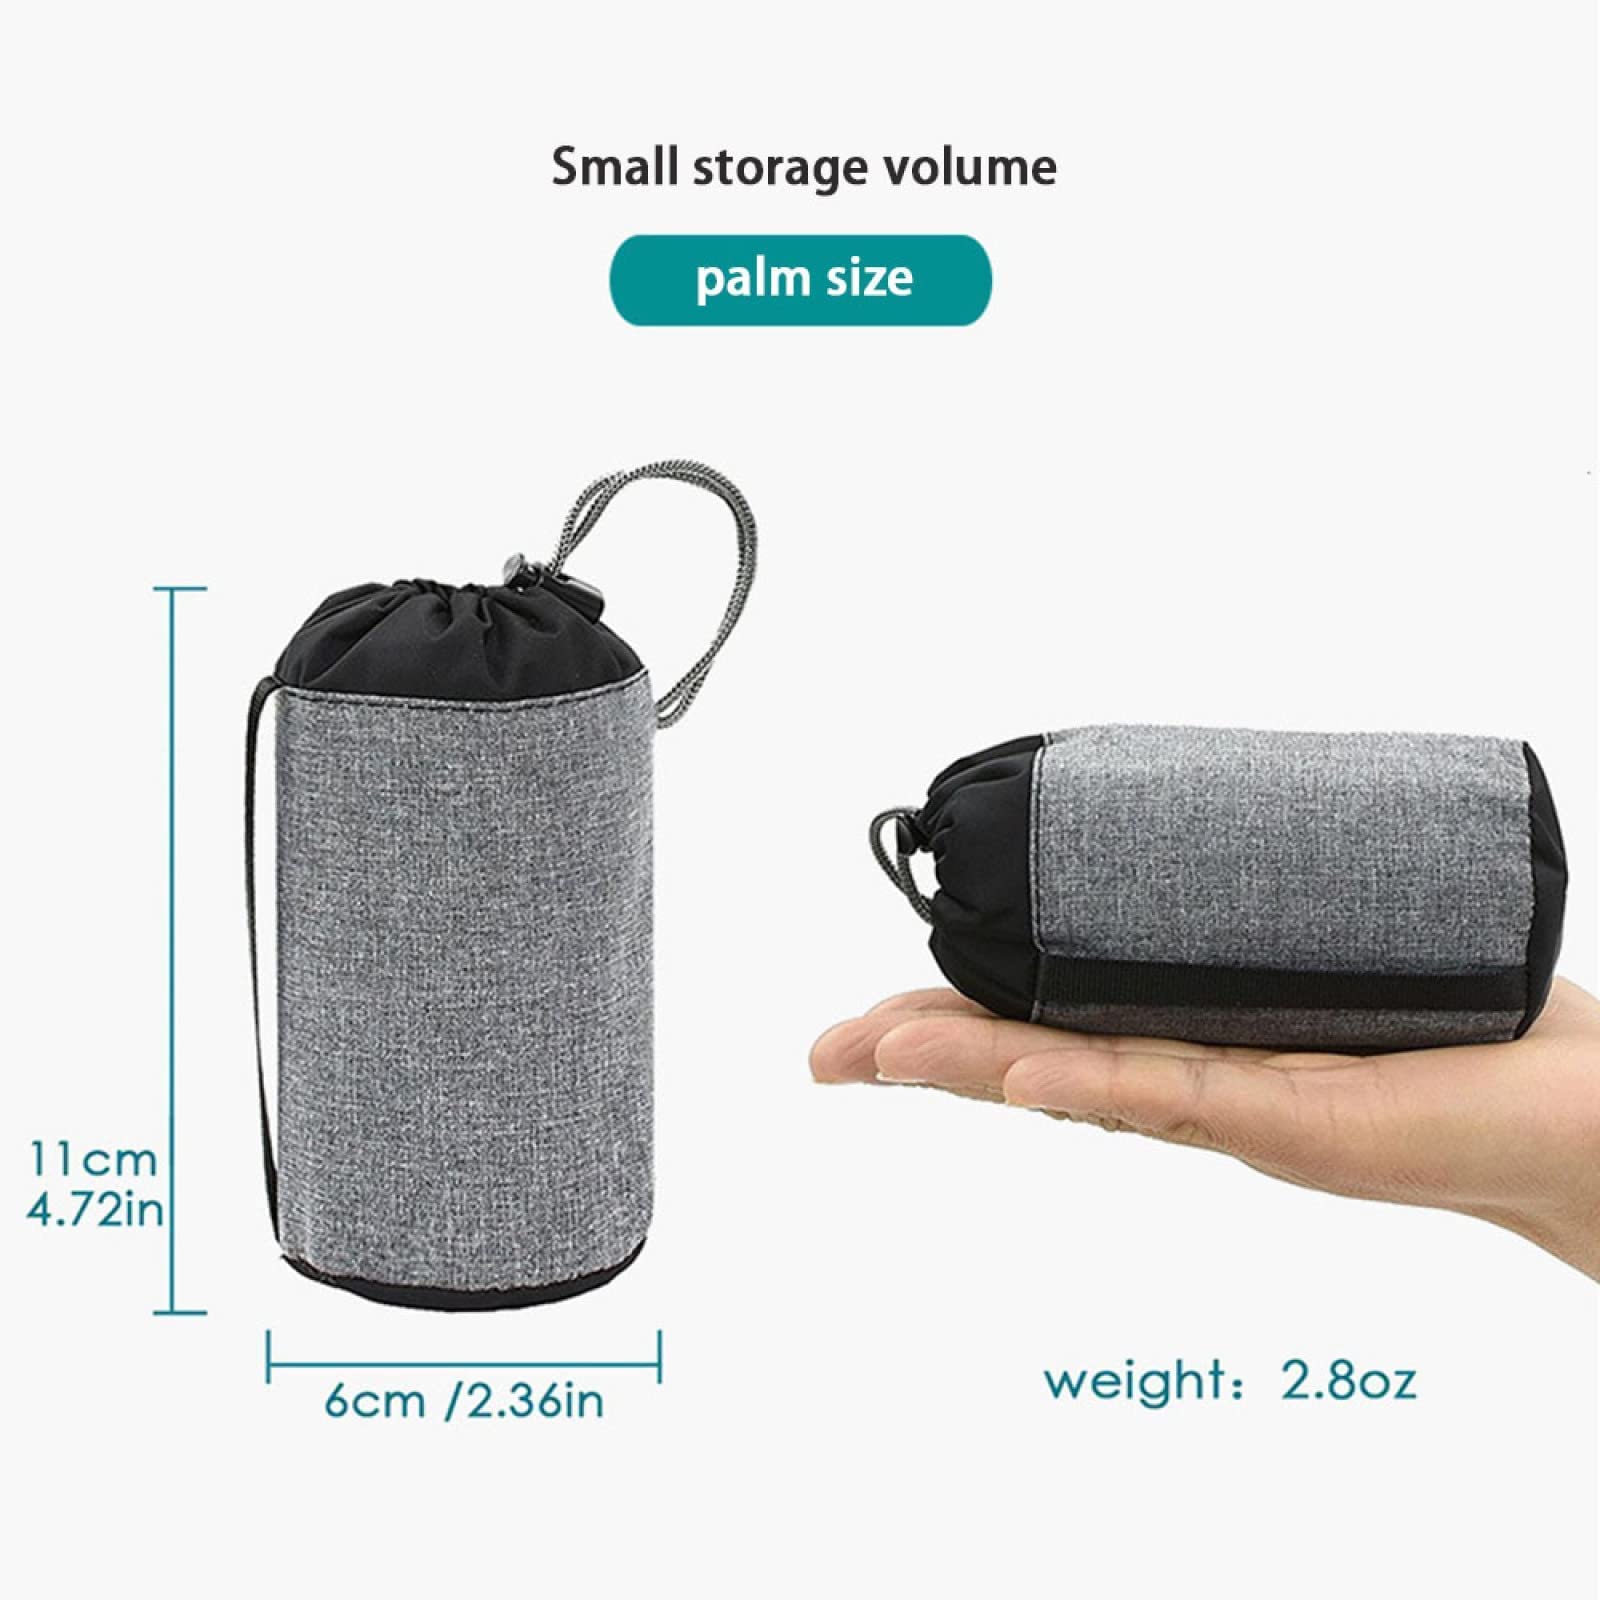 Small storage volume
palm size
11cm
4.72in
6cm /2.36in
weight: 2.8oz